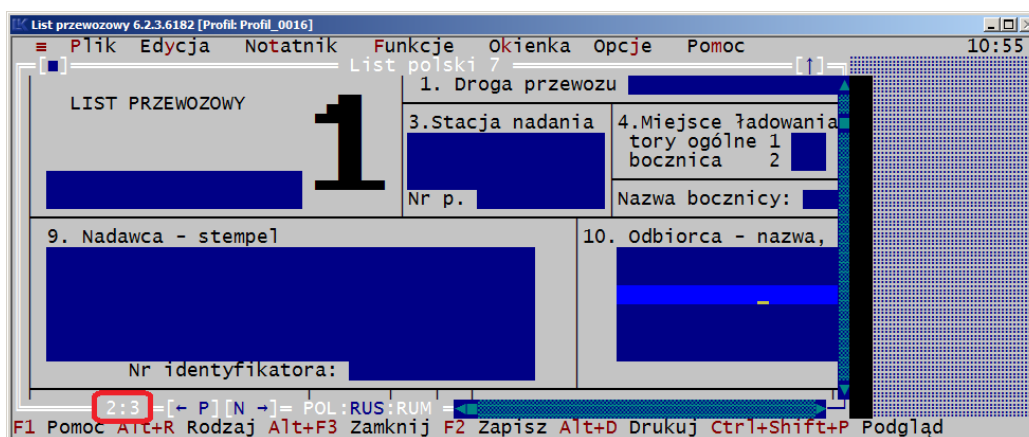 List przewozowy 6.2.3.6182 [Profil: Profil_0016]
≡ Plik Edycja Notatnik Funkcje Okienka Opcje Pomoc 10:55
[■] List polski 7 [↑]
1. Droga przewozu
LIST PRZEWOZOWY
1
3.Stacja nadania
4.Miejsce ładowania
tory ogólne 1
bocznica 2
Nr p.
Nazwa bocznicy:
9. Nadawca - stempel
10. Odbiorca - nazwa,
Nr identyfikatora:
2:3 [← P][N →] POL:RUS:RUM
F1 Pomoc Alt+R Rodzaj Alt+F3 Zamknij F2 Zapisz Alt+D Drukuj Ctrl+Shift+P Podgląd